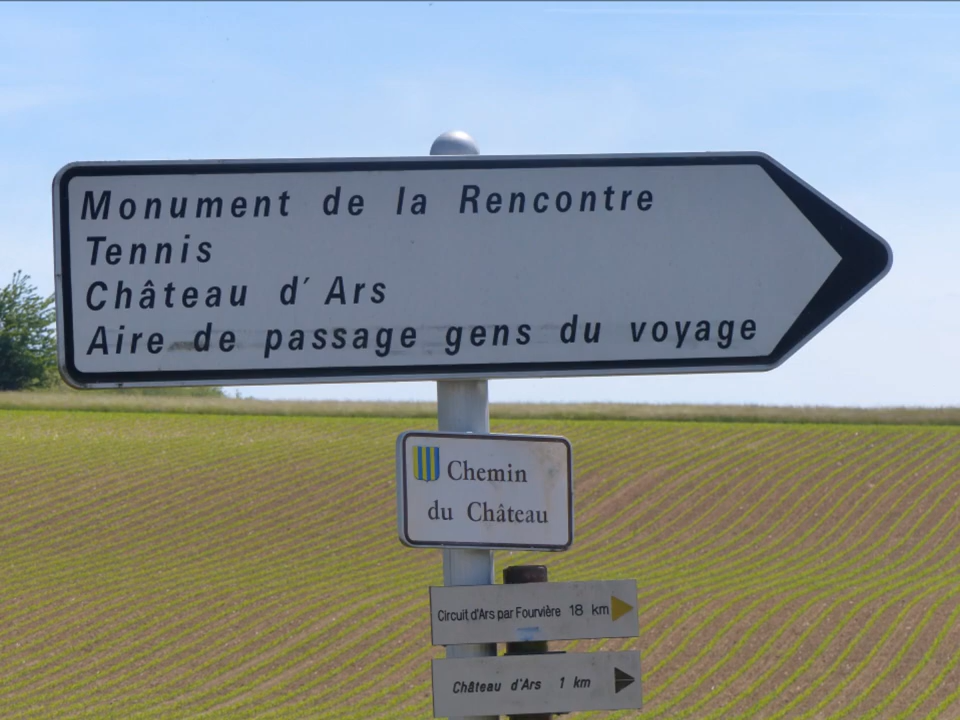 Monument de la Rencontre
Tennis
Château d'Ars
Aire de passage gens du voyage
Chemin
du Château
Circuit d'Ars par Fourvière 18 km
Château d'Ars 1 km